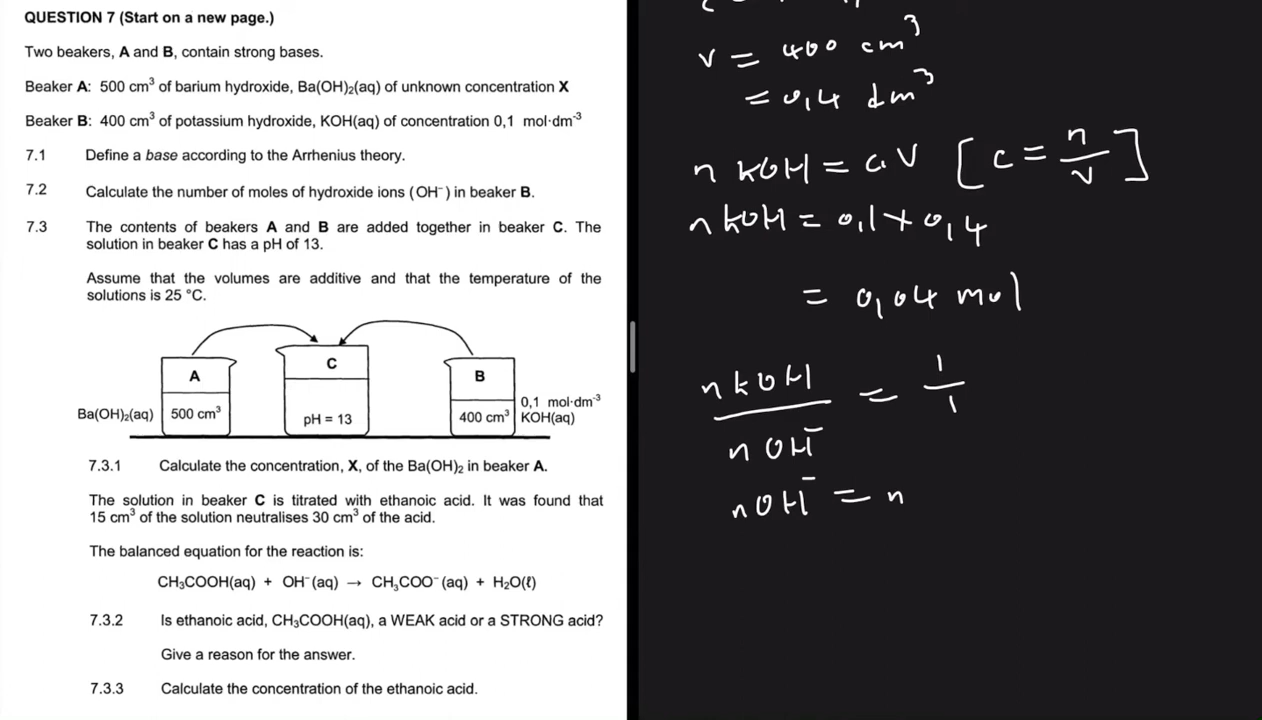 QUESTION 7 (Start on a new page.)
Two beakers, A and B, contain strong bases.
Beaker A: 500 cm³ of barium hydroxide, Ba(OH)₂(aq) of unknown concentration X
Beaker B: 400 cm³ of potassium hydroxide, KOH(aq) of concentration 0,1 mol·dm⁻³
7.1 Define a base according to the Arrhenius theory.
7.2 Calculate the number of moles of hydroxide ions (OH⁻) in beaker B.
7.3 The contents of beakers A and B are added together in beaker C. The
solution in beaker C has a pH of 13.
Assume that the volumes are additive and that the temperature of the
solutions is 25 °C.
A
C
B
Ba(OH)₂(aq)
500 cm³
pH = 13
400 cm³
0,1 mol·dm⁻³
KOH(aq)
7.3.1 Calculate the concentration, X, of the Ba(OH)₂ in beaker A.
The solution in beaker C is titrated with ethanoic acid. It was found that
15 cm³ of the solution neutralises 30 cm³ of the acid.
The balanced equation for the reaction is:
CH₃COOH(aq) + OH⁻(aq) → CH₃COO⁻(aq) + H₂O(ℓ)
7.3.2 Is ethanoic acid, CH₃COOH(aq), a WEAK acid or a STRONG acid?
Give a reason for the answer.
7.3.3 Calculate the concentration of the ethanoic acid.
v = 400 cm³
= 0,4 dm³
n KOH = cV [c = n/v]
n KOH = 0,1 × 0,4
= 0,04 mol
n KOH / n OH⁻ = 1/1
n OH⁻ = n